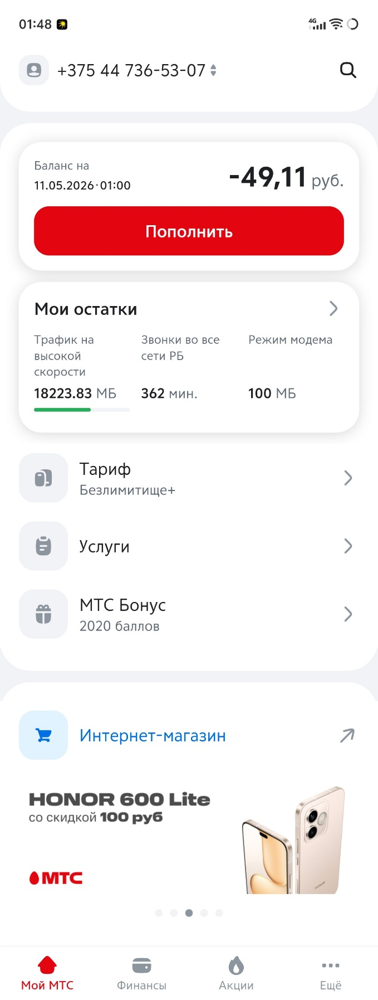 01:48
4G
+375 44 736-53-07
Баланс на
11.05.2026·01:00
-49,11 руб.
Пополнить
Мои остатки
Трафик на
высокой
скорости
18223.83 МБ
Звонки во все
сети РБ
362 мин.
Режим модема
100 МБ
Тариф
Безлимитище+
Услуги
МТС Бонус
2020 баллов
Интернет-магазин
HONOR 600 Lite
со скидкой 100 руб
МТС
HONOR
Мой МТС
Финансы
Акции
Ещё